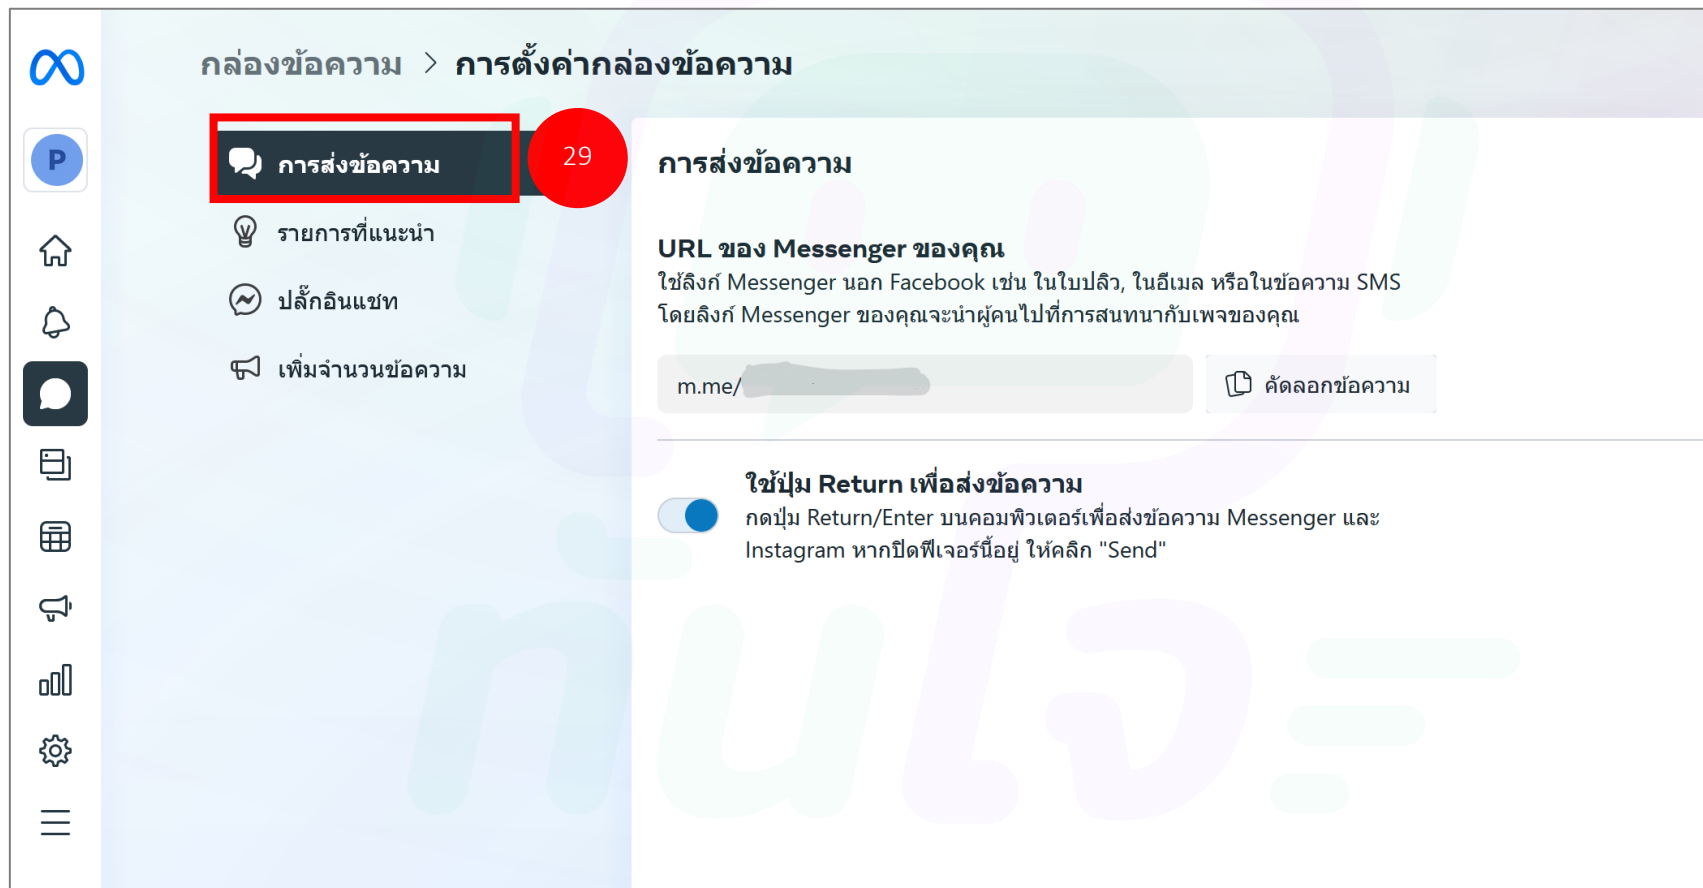 กล่องข้อความ > การตั้งค่ากล่องข้อความ
P
การส่งข้อความ
29
รายการที่แนะนำ
ปลั๊กอินแชท
เพิ่มจำนวนข้อความ
การส่งข้อความ
URL ของ Messenger ของคุณ
ใช้ลิงก์ Messenger นอก Facebook เช่น ในใบปลิว, ในอีเมล หรือในข้อความ SMS
โดยลิงก์ Messenger ของคุณจะนำผู้คนไปที่การสนทนากับเพจของคุณ
m.me/
คัดลอกข้อความ
ใช้ปุ่ม Return เพื่อส่งข้อความ
กดปุ่ม Return/Enter บนคอมพิวเตอร์เพื่อส่งข้อความ Messenger และ
Instagram หากปิดฟีเจอร์นี้อยู่ ให้คลิก "Send"
ทันใจ